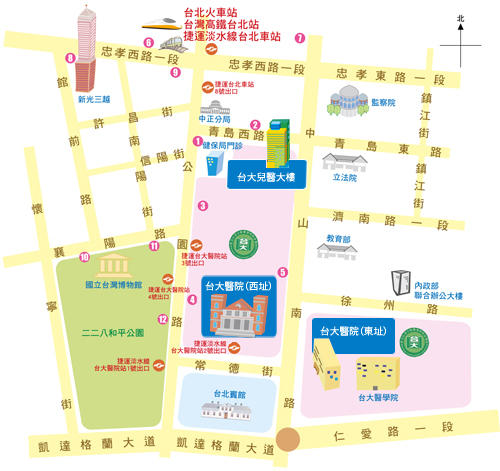 台北火車站
台灣高鐵台北站
捷運淡水線台北車站
北
6
7
8
9
忠孝西路一段
忠孝西路一段
忠孝東路一段
新光三越
館前路
許昌街
南陽街
信陽街
公園路
捷運台北車站
8號出口
中正分局
青島西路
2
1
健保局門診
台大兒醫大樓
中山南路
監察院
鎮江街
鎮江街
青島東路
立法院
濟南路一段
教育部
內政部
聯合辦公大樓
徐州路
3
捷運台大醫院站
3號出口
懷寧街
襄陽路
10
11
國立台灣博物館
捷運台大醫院站
4號出口
4
5
台大醫院(西址)
二二八和平公園
12
捷運淡水線
台大醫院站1號出口
捷運淡水線
台大醫院站2號出口
常德街
台北賓館
台大醫院(東址)
台大醫學院
凱達格蘭大道
凱達格蘭大道
仁愛路一段